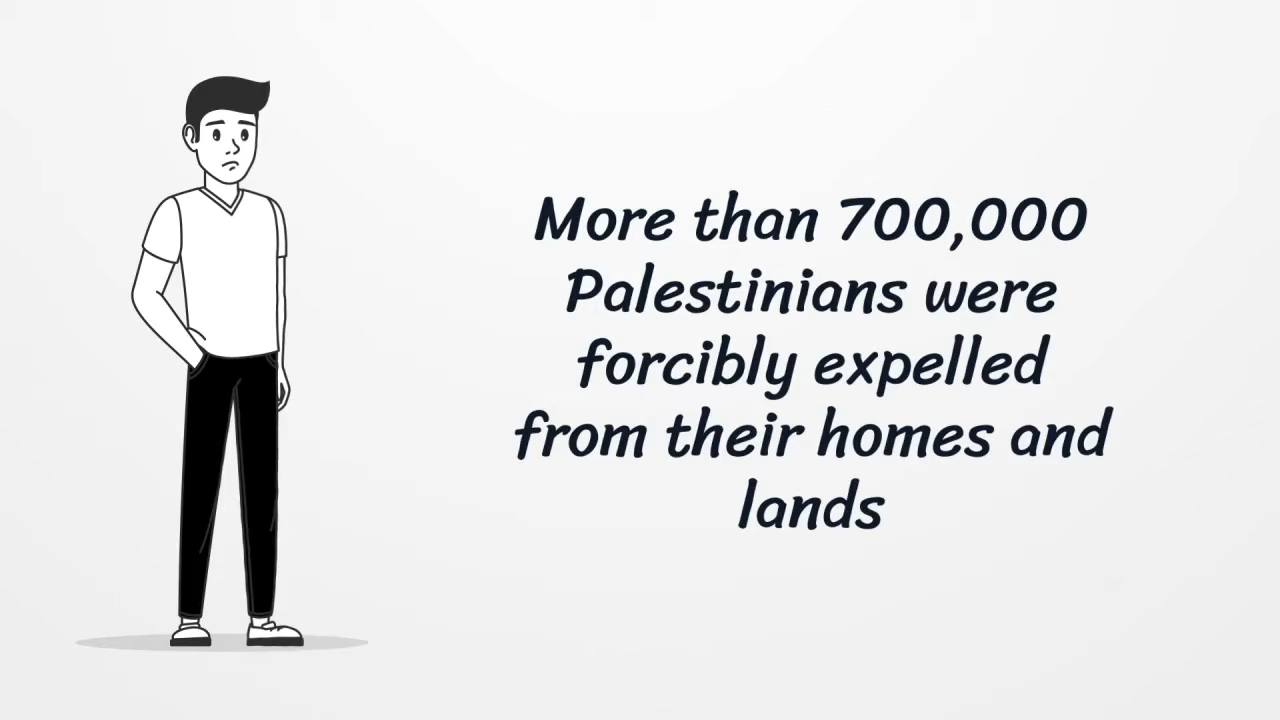 More than 700,000
Palestinians were
forcibly expelled
from their homes and
lands